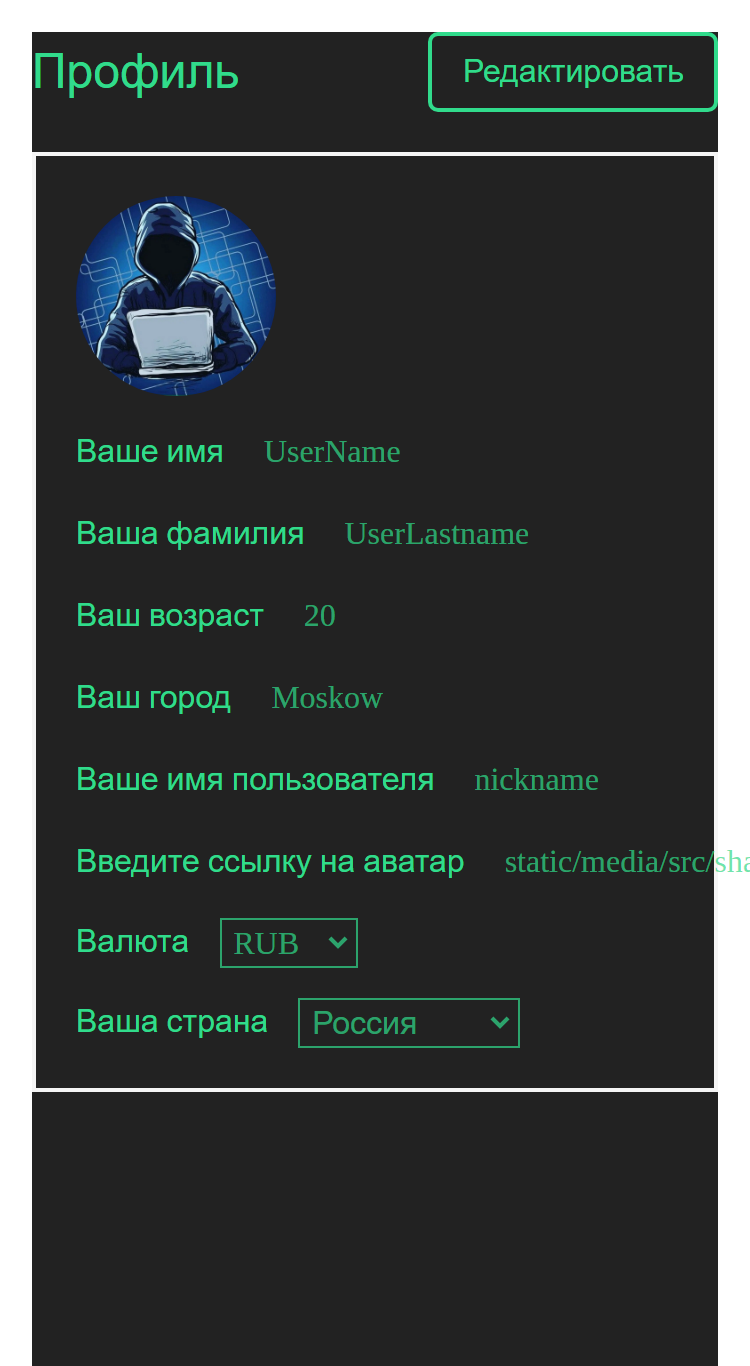 Профиль Редактировать
Ваше имя UserName
Ваша фамилия UserLastname
Ваш возраст 20
Ваш город Moskow
Ваше имя пользователя nickname
Введите ссылку на аватар static/media/src/sha
Валюта RUB
Ваша страна Россия